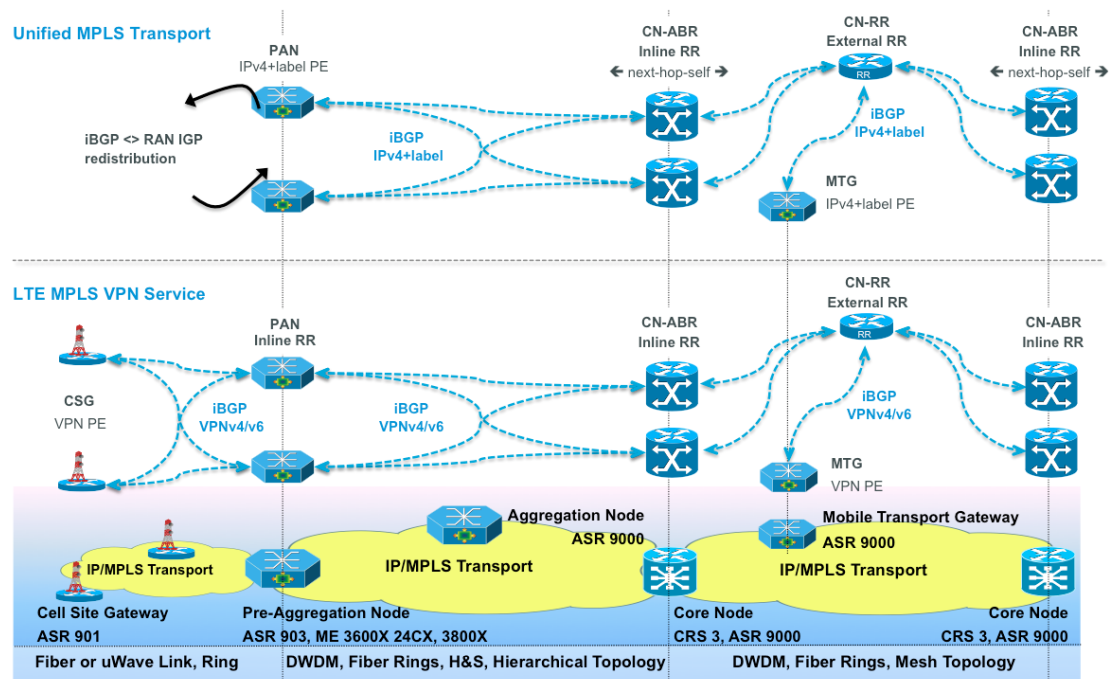 Unified MPLS Transport
PAN
IPv4+label PE
CN-ABR
Inline RR
next-hop-self
CN-RR
External RR
RR
CN-ABR
Inline RR
next-hop-self
iBGP <> RAN IGP
redistribution
iBGP
IPv4+label
iBGP
IPv4+label
MTG
IPv4+label PE
LTE MPLS VPN Service
PAN
Inline RR
CN-ABR
Inline RR
CN-RR
External RR
RR
CN-ABR
Inline RR
CSG
VPN PE
iBGP
VPNv4/v6
iBGP
VPNv4/v6
iBGP
VPNv4/v6
MTG
VPN PE
Aggregation Node
ASR 9000
Mobile Transport Gateway
ASR 9000
IP/MPLS Transport
IP/MPLS Transport
IP/MPLS Transport
Cell Site Gateway
ASR 901
Pre-Aggregation Node
ASR 903, ME 3600X 24CX, 3800X
Core Node
CRS 3, ASR 9000
Core Node
CRS 3, ASR 9000
Fiber or uWave Link, Ring
DWDM, Fiber Rings, H&S, Hierarchical Topology
DWDM, Fiber Rings, Mesh Topology